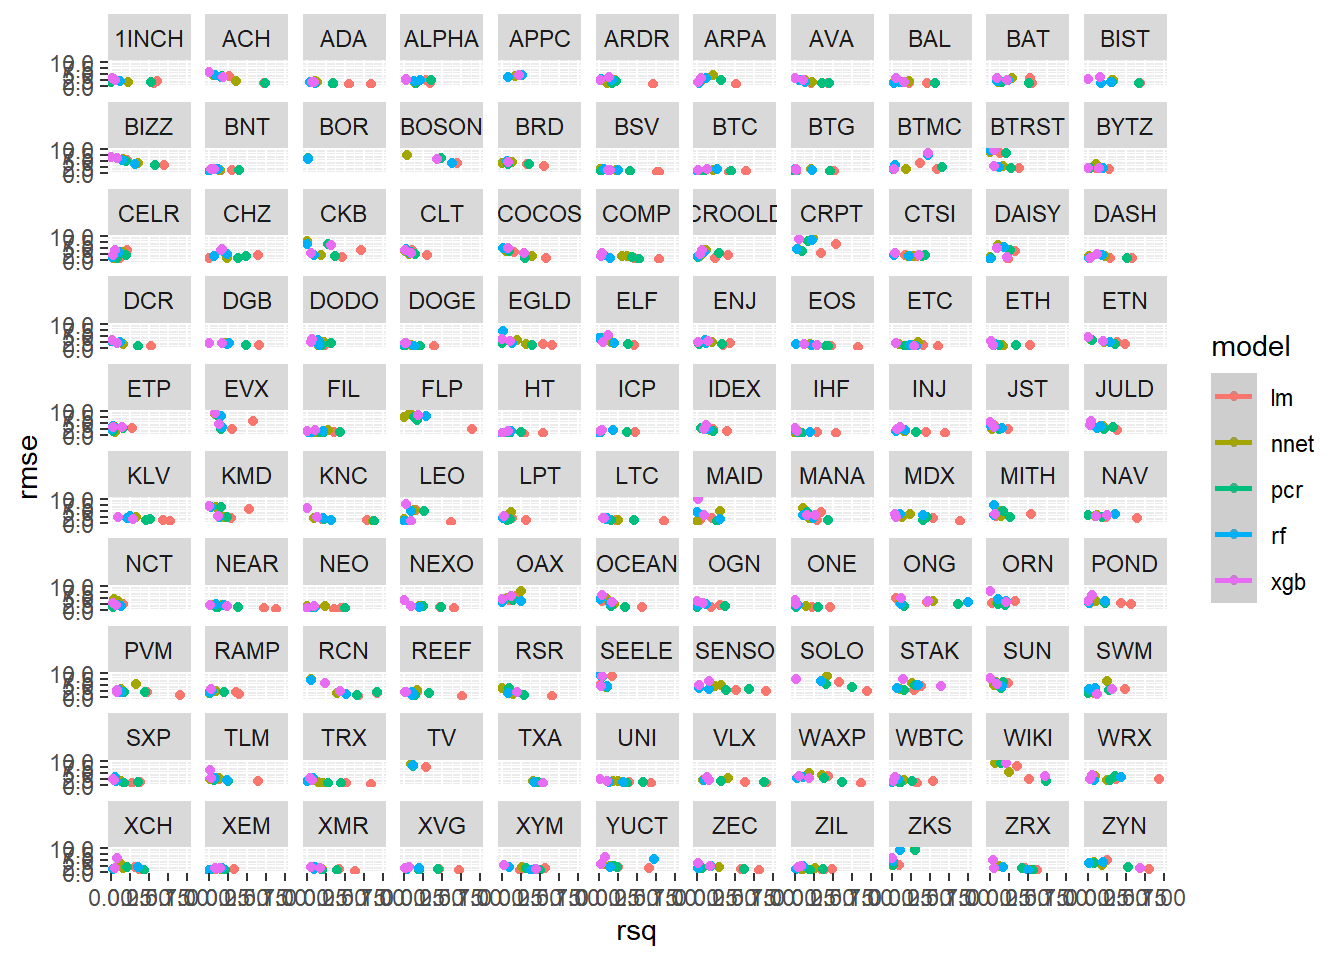 1INCH ACH ADA ALPHA APPC ARDR ARPA AVA BAL BAT BIST
BIZZ BNT BOR BOSON BRD BSV BTC BTG BTMC BTRST BYTZ
CELR CHZ CKB CLT COCOS COMP CROOLD CRPT CTSI DAISY DASH
DCR DGB DODO DOGE EGLD ELF ENJ EOS ETC ETH ETN
ETP EVX FIL FLP HT ICP IDEX IHF INJ JST JULD
KLV KMD KNC LEO LPT LTC MAID MANA MDX MITH NAV
NCT NEAR NEO NEXO OAX OCEAN OGN ONE ONG ORN POND
PVM RAMP RCN REEF RSR SEELE SENSO SOLO STAK SUN SWM
SXP TLM TRX TV TXA UNI VLX WAXP WBTC WIKI WRX
XCH XEM XMR XVG XYM YUCT ZEC ZIL ZKS ZRX ZYN
rmse
rsq
model
lm
nnet
pcr
rf
xgb